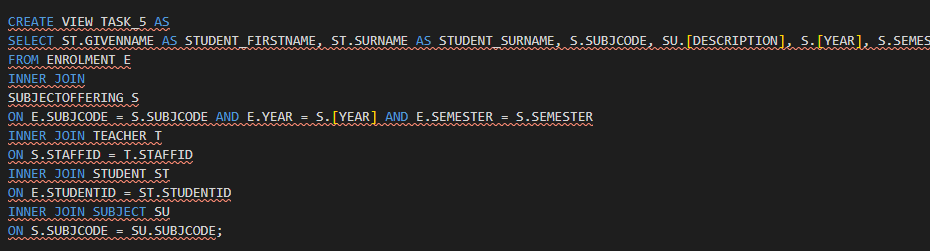 CREATE VIEW TASK_5 AS
SELECT ST.GIVENNAME AS STUDENT_FIRSTNAME, ST.SURNAME AS STUDENT_SURNAME, S.SUBJCODE, SU.[DESCRIPTION], S.[YEAR], S.SEMES
FROM ENROLMENT E
INNER JOIN
SUBJECTOFFERING S
ON E.SUBJCODE = S.SUBJCODE AND E.YEAR = S.[YEAR] AND E.SEMESTER = S.SEMESTER
INNER JOIN TEACHER T
ON S.STAFFID = T.STAFFID
INNER JOIN STUDENT ST
ON E.STUDENTID = ST.STUDENTID
INNER JOIN SUBJECT SU
ON S.SUBJCODE = SU.SUBJCODE;